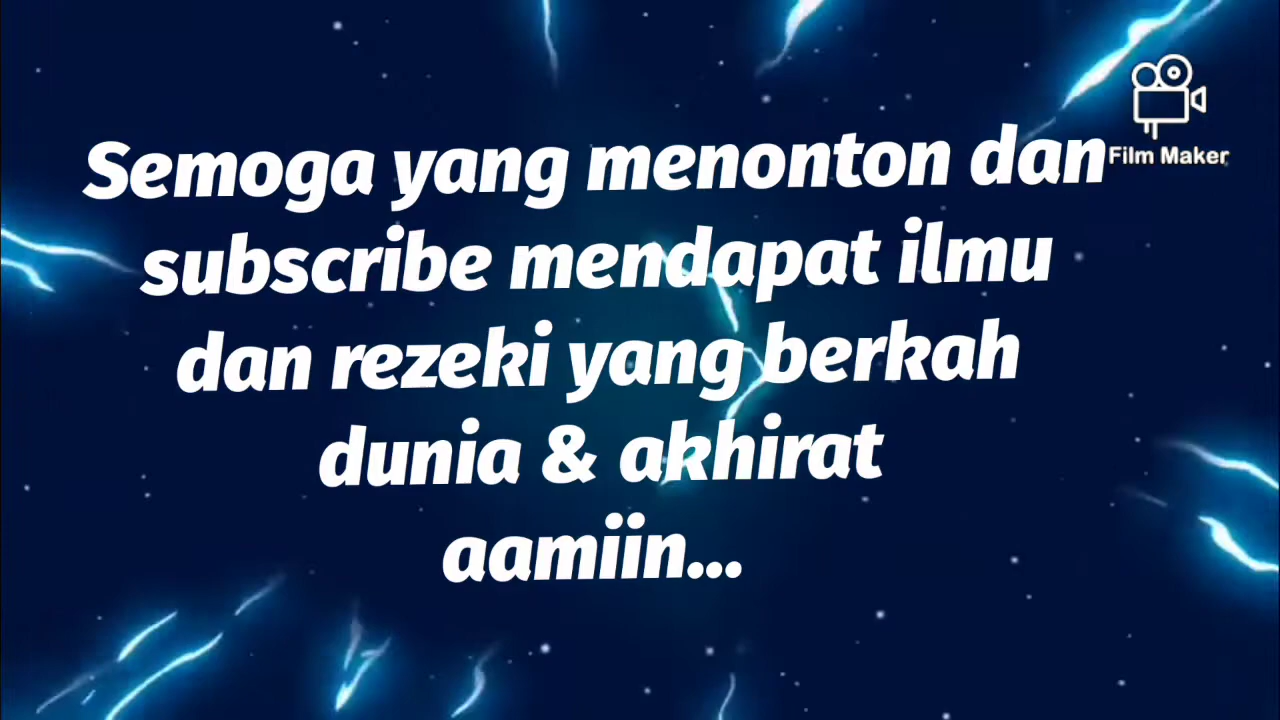 Semoga yang menonton dan
Film Maker
subscribe mendapat ilmu
dan rezeki yang berkah
dunia & akhirat
aamiin...